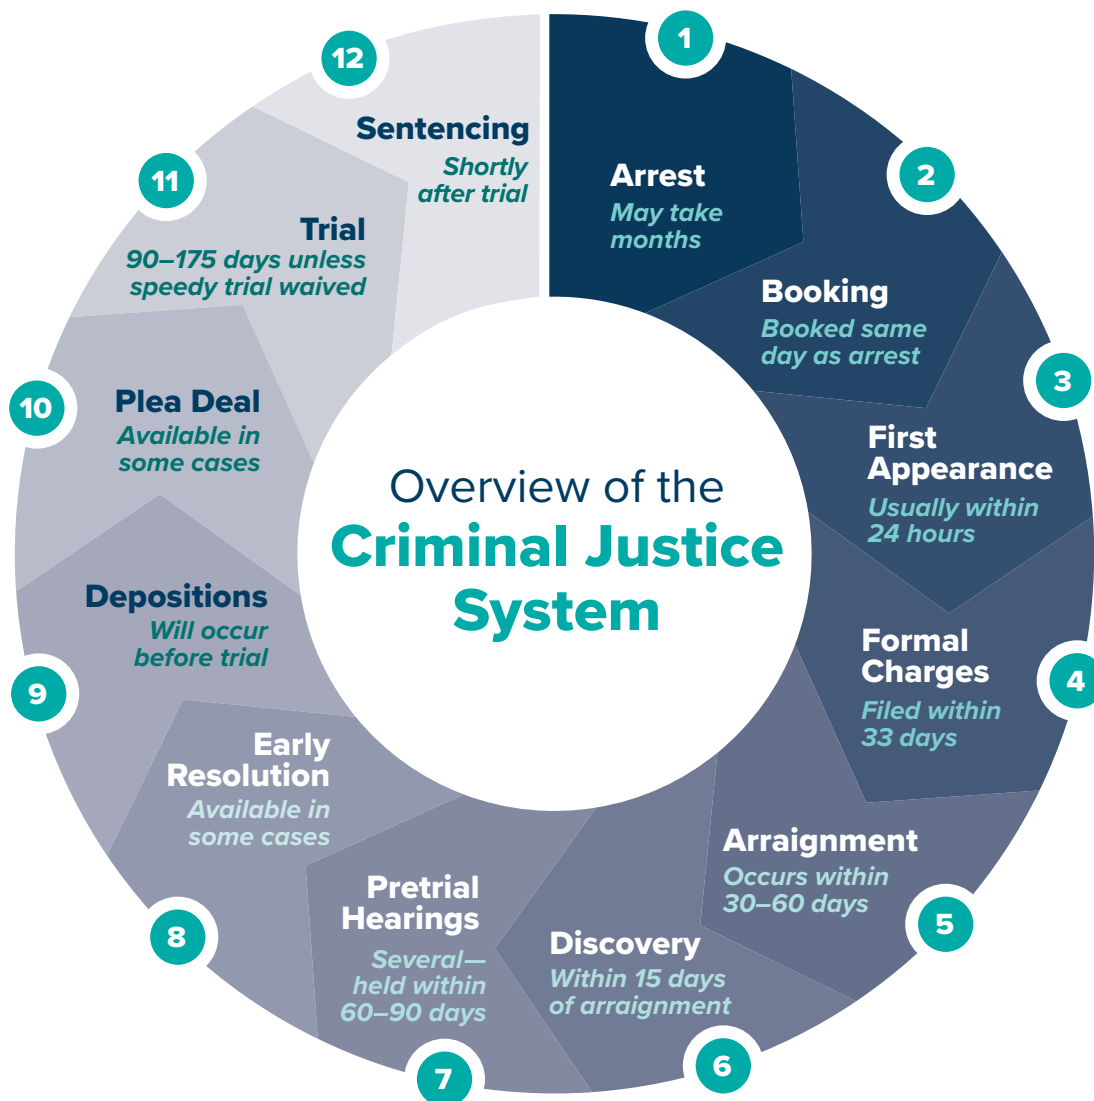 Overview of the
Criminal Justice
System
1
Arrest
May take
months
2
Booking
Booked same
day as arrest
3
First
Appearance
Usually within
24 hours
4
Formal
Charges
Filed within
33 days
5
Arraignment
Occurs within
30–60 days
6
Discovery
Within 15 days
of arraignment
7
Pretrial
Hearings
Several—
held within
60–90 days
8
Early
Resolution
Available in
some cases
9
Depositions
Will occur
before trial
10
Plea Deal
Available in
some cases
11
Trial
90–175 days unless
speedy trial waived
12
Sentencing
Shortly
after trial